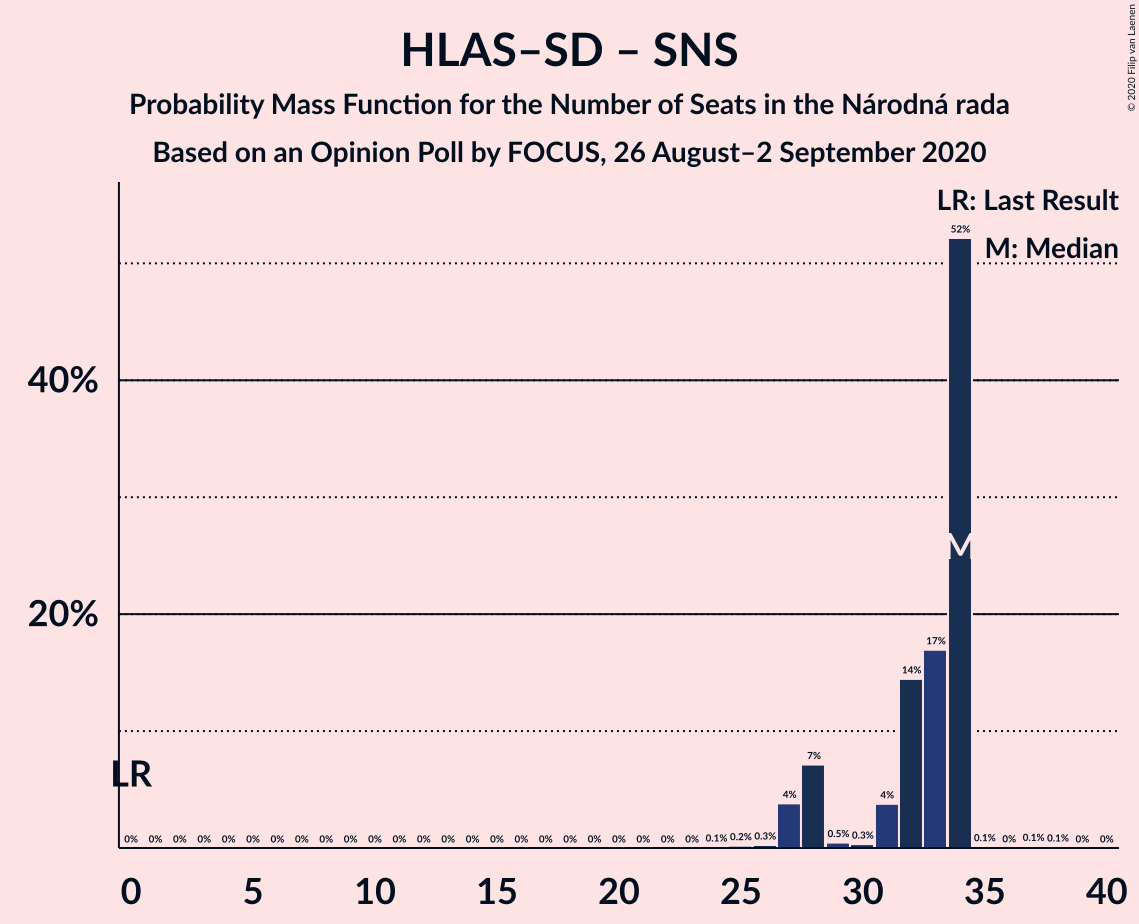 HLAS–SD – SNS
Probability Mass Function for the Number of Seats in the Národná rada
Based on an Opinion Poll by FOCUS, 26 August–2 September 2020
© 2020 Filip van Laenen
LR: Last Result
M: Median
40%
20%
LR
M
0% 0% 0% 0% 0% 0% 0% 0% 0% 0% 0% 0% 0% 0% 0% 0% 0% 0% 0% 0% 0% 0% 0% 0% 0.1% 0.2% 0.3% 4% 7% 0.5% 0.3% 4% 14% 17% 52% 0.1% 0% 0.1% 0.1% 0% 0%
0 5 10 15 20 25 30 35 40